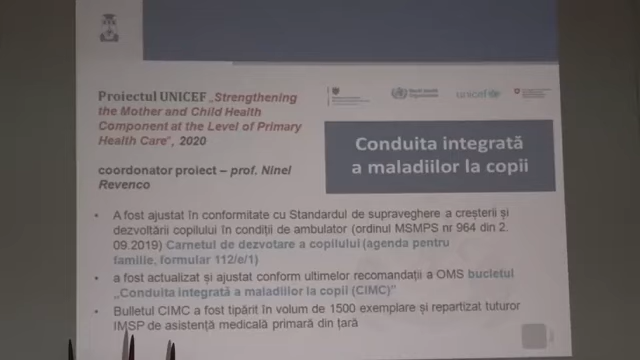 Proiectul UNICEF „Strengthening
the Mother and Child Health
Component at the Level of Primary
Health Care”, 2020
unicef
Conduita integrată
a maladiilor la copii
coordonator proiect – prof. Ninel
Revenco
• A fost ajustat în conformitate cu Standardul de supraveghere a creșterii și
dezvoltării copilului în condiții de ambulator (ordinul MSMPS nr 964 din 2.
09.2019) Carnetul de dezvotare a copilului (agenda pentru
familie, formular 112/e/1)
• a fost actualizat și ajustat conform ultimelor recomandații a OMS bucletul
„Conduita integrată a maladiilor la copii (CIMC)”
• Bulletul CIMC a fost tipărit în volum de 1500 exemplare și repartizat tuturor
IMSP de asistență medicală primară din țară